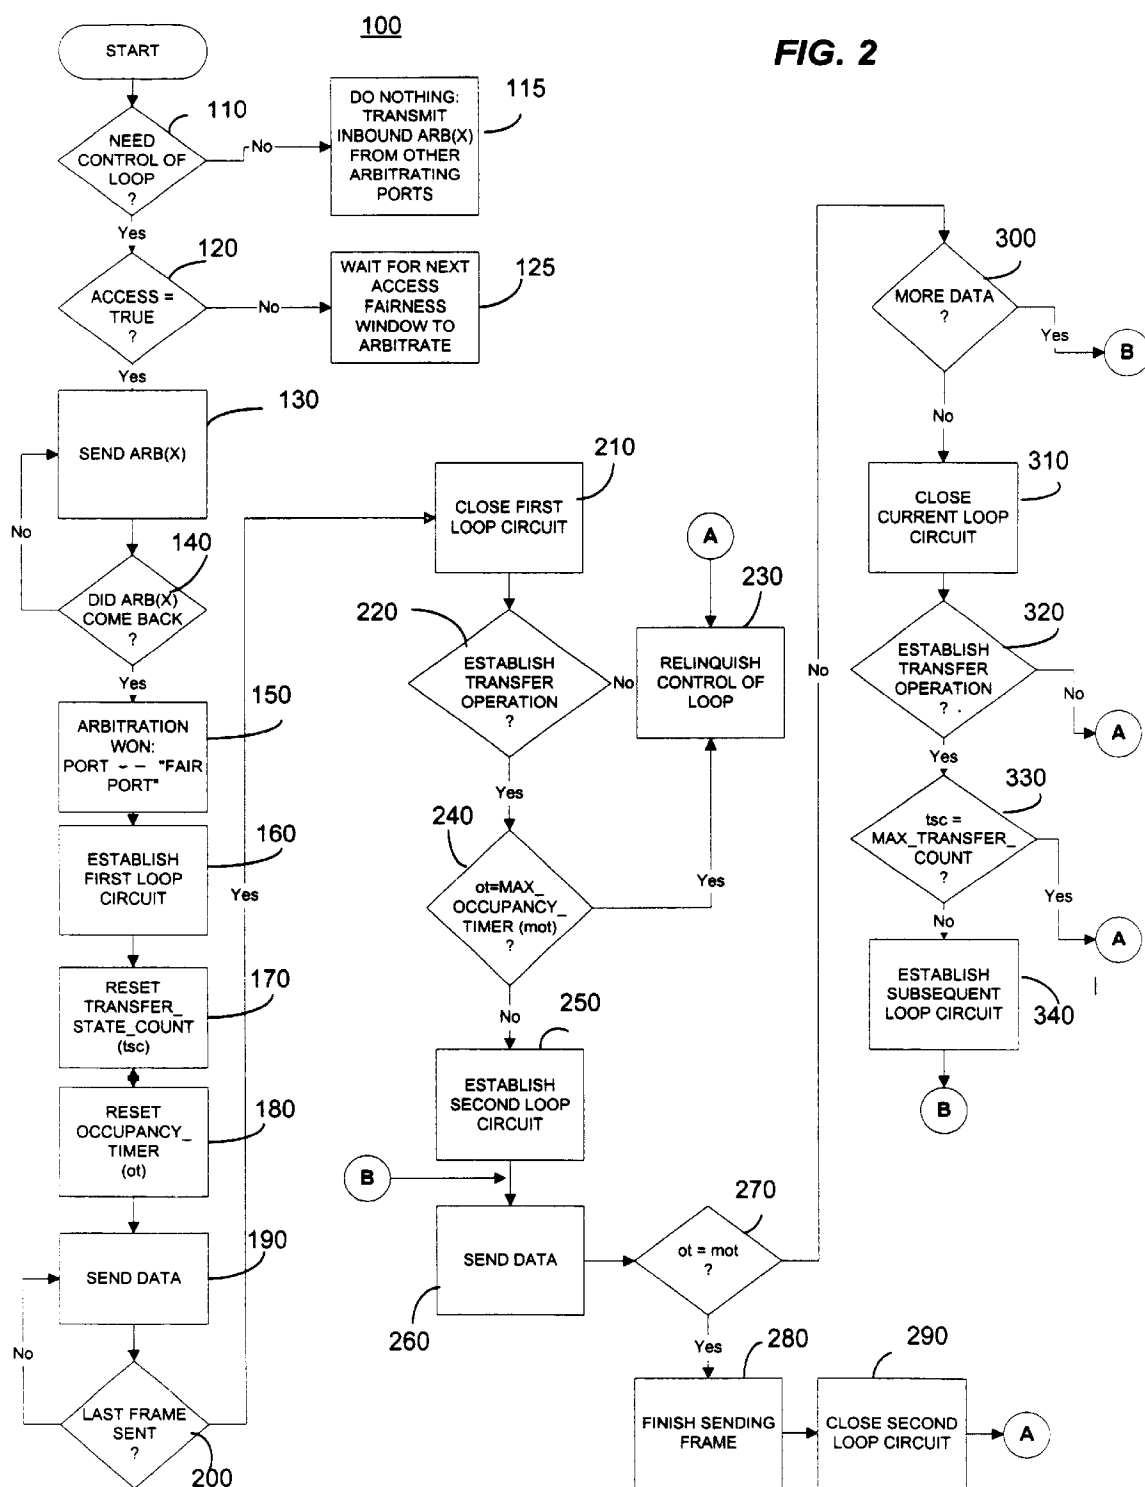 100
FIG. 2
START
110
NEED
CONTROL OF
LOOP
?
No
115
DO NOTHING:
TRANSMIT
INBOUND ARB(X)
FROM OTHER
ARBITRATING
PORTS
Yes
120
ACCESS =
TRUE
?
No
125
WAIT FOR NEXT
ACCESS
FAIRNESS
WINDOW TO
ARBITRATE
Yes
130
SEND ARB(X)
No
140
DID ARB(X)
COME BACK
?
Yes
150
ARBITRATION
WON:
PORT - - "FAIR
PORT"
160
ESTABLISH
FIRST LOOP
CIRCUIT
Yes
170
RESET
TRANSFER_
STATE_COUNT
(tsc)
180
RESET
OCCUPANCY_
TIMER
(ot)
190
SEND DATA
No
LAST FRAME
SENT
?
200
210
CLOSE FIRST
LOOP CIRCUIT
220
ESTABLISH
TRANSFER
OPERATION
?
No
A
230
RELINQUISH
CONTROL OF
LOOP
Yes
240
ot=MAX_
OCCUPANCY_
TIMER (mot)
?
Yes
No
250
ESTABLISH
SECOND LOOP
CIRCUIT
B
SEND DATA
260
270
ot = mot
?
No
Yes
280
FINISH SENDING
FRAME
290
CLOSE SECOND
LOOP CIRCUIT
A
300
MORE DATA
?
Yes
B
No
310
CLOSE
CURRENT LOOP
CIRCUIT
320
ESTABLISH
TRANSFER
OPERATION
? .
No
A
Yes
330
tsc =
MAX_TRANSFER_
COUNT
?
Yes
A
No
ESTABLISH
SUBSEQUENT
LOOP CIRCUIT
340
B